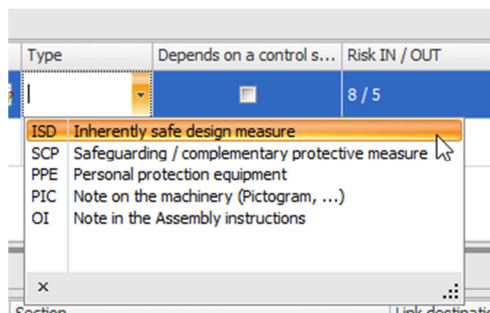 Type Depends on a control s... Risk IN / OUT
8 / 5
ISD Inherently safe design measure
SCP Safeguarding / complementary protective measure
PPE Personal protection equipment
PIC Note on the machinery (Pictogram, ...)
OI Note in the Assembly instructions
Section Link destinatio